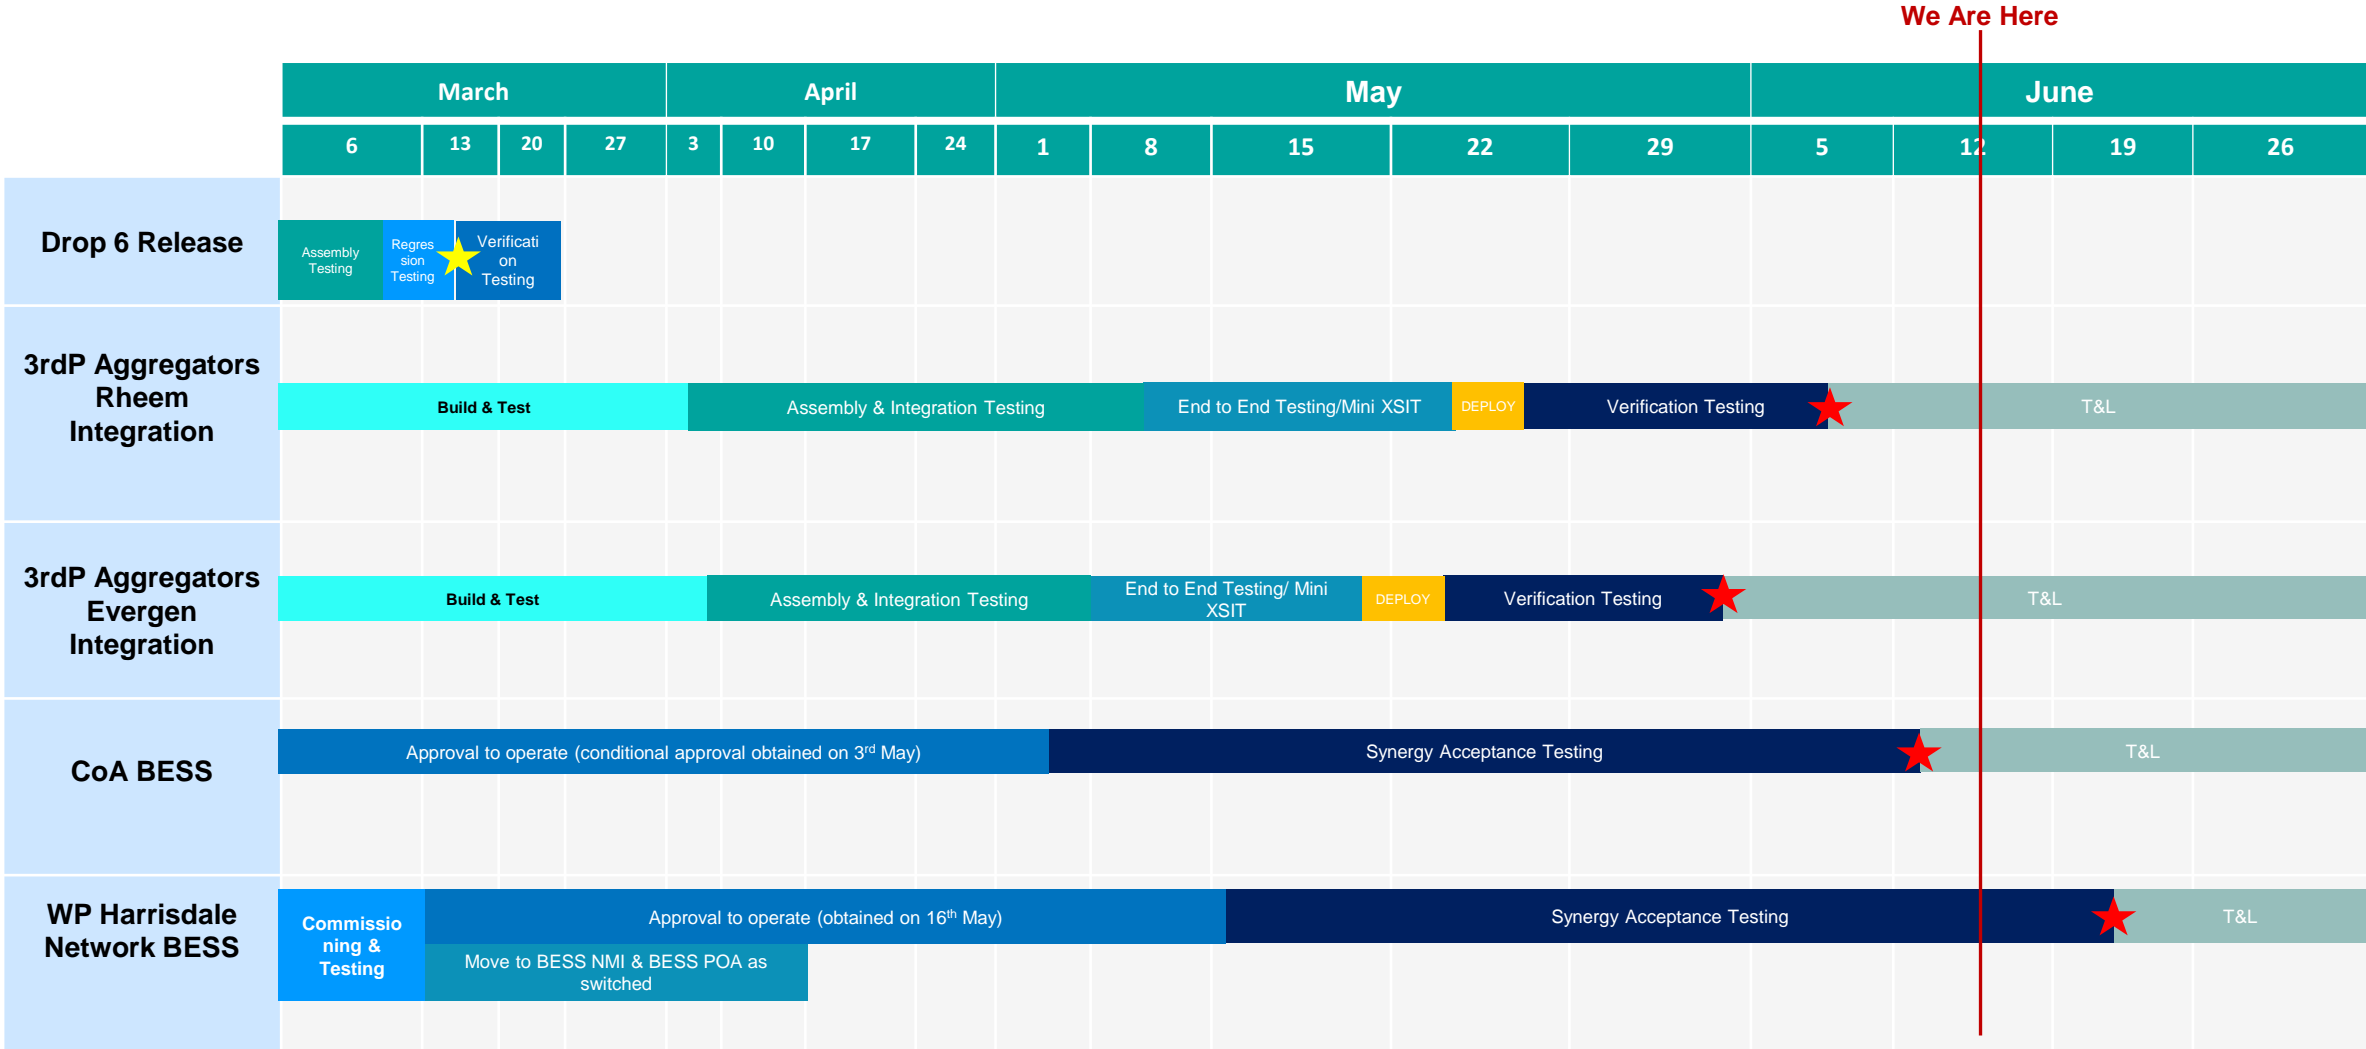 We Are Here
March April May June
6 13 20 27 3 10 17 24 1 8 15 22 29 5 12 19 26
Drop 6 Release
Assembly
Testing
Regres
sion
Testing
Verificati
on
Testing
3rdP Aggregators
Rheem
Integration
Build & Test
Assembly & Integration Testing
End to End Testing/Mini XSIT
DEPLOY
Verification Testing
T&L
3rdP Aggregators
Evergen
Integration
Build & Test
Assembly & Integration Testing
End to End Testing/ Mini
XSIT
DEPLOY
Verification Testing
T&L
CoA BESS
Approval to operate (conditional approval obtained on 3rd May)
Synergy Acceptance Testing
T&L
WP Harrisdale
Network BESS
Commissio
ning &
Testing
Approval to operate (obtained on 16th May)
Synergy Acceptance Testing
T&L
Move to BESS NMI & BESS POA as
switched